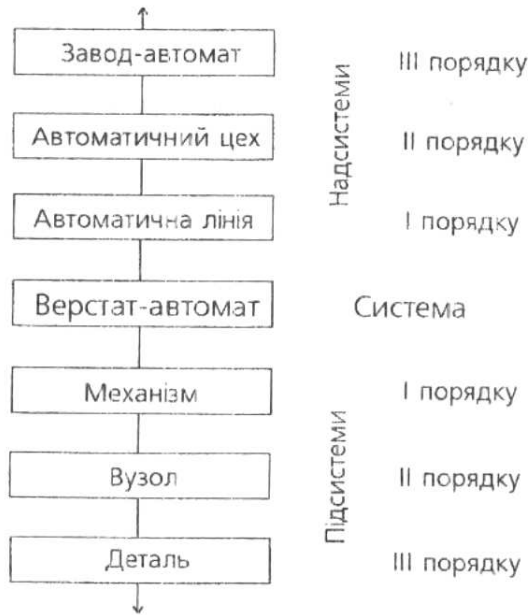 Завод-автомат
III порядку
Автоматичний цех
II порядку
Надсистеми
Автоматична лінія
I порядку
Верстат-автомат
Система
Механізм
I порядку
Вузол
II порядку
Підсистеми
Деталь
III порядку